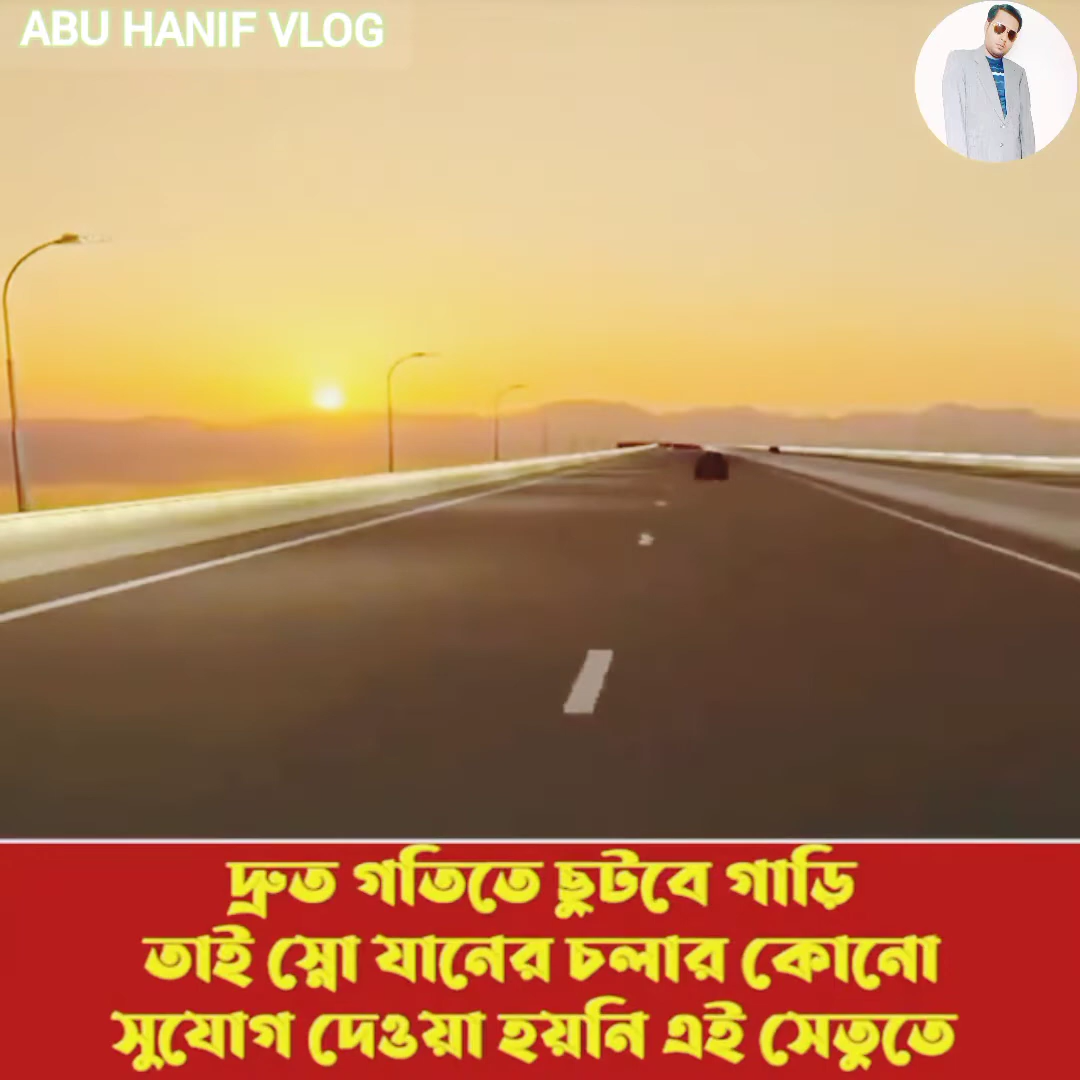 ABU HANIF VLOG
দ্রুত গতিতে ছুটবে গাড়ি
তাই স্নো যানের চলার কোনো
সুযোগ দেওয়া হয়নি এই সেতুতে